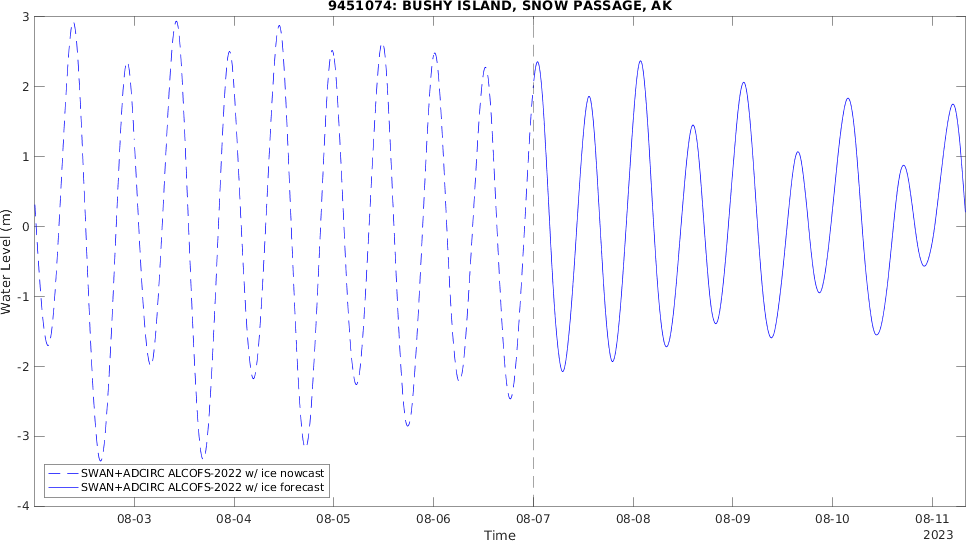 9451074: BUSHY ISLAND, SNOW PASSAGE, AK
3
2
1
0
-1
-2
-3
-4
Water Level (m)
SWAN+ADCIRC ALCOFS-2022 w/ ice nowcast
SWAN+ADCIRC ALCOFS-2022 w/ ice forecast
08-03 08-04 08-05 08-06 08-07 08-08 08-09 08-10 08-11
Time
2023